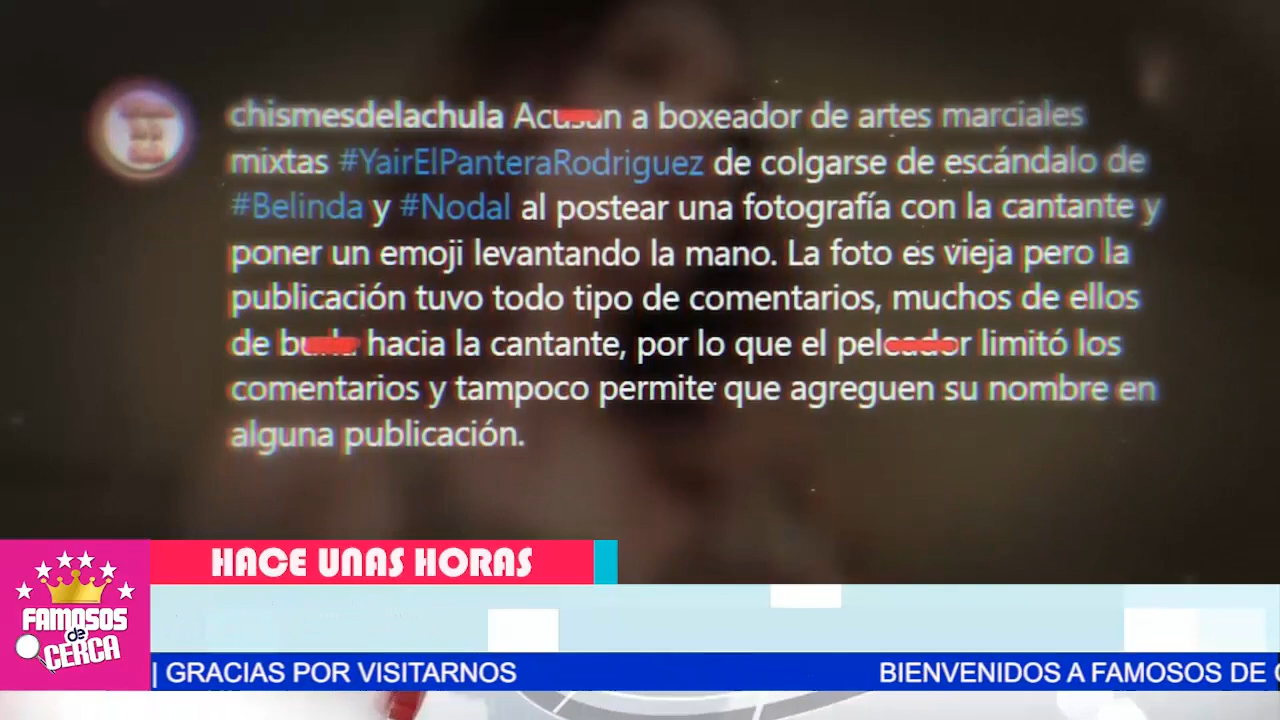 chismesdelachula Acusan a boxeador de artes marciales
mixtas #YairElPanteraRodriguez de colgarse de escándalo de
#Belinda y #Nodal al postear una fotografía con la cantante y
poner un emoji levantando la mano. La foto es vieja pero la
publicación tuvo todo tipo de comentarios, muchos de ellos
de burla hacia la cantante, por lo que el peleador limitó los
comentarios y tampoco permite que agreguen su nombre en
alguna publicación.
HACE UNAS HORAS
FAMOSOS
de
CERCA
| GRACIAS POR VISITARNOS
BIENVENIDOS A FAMOSOS DE